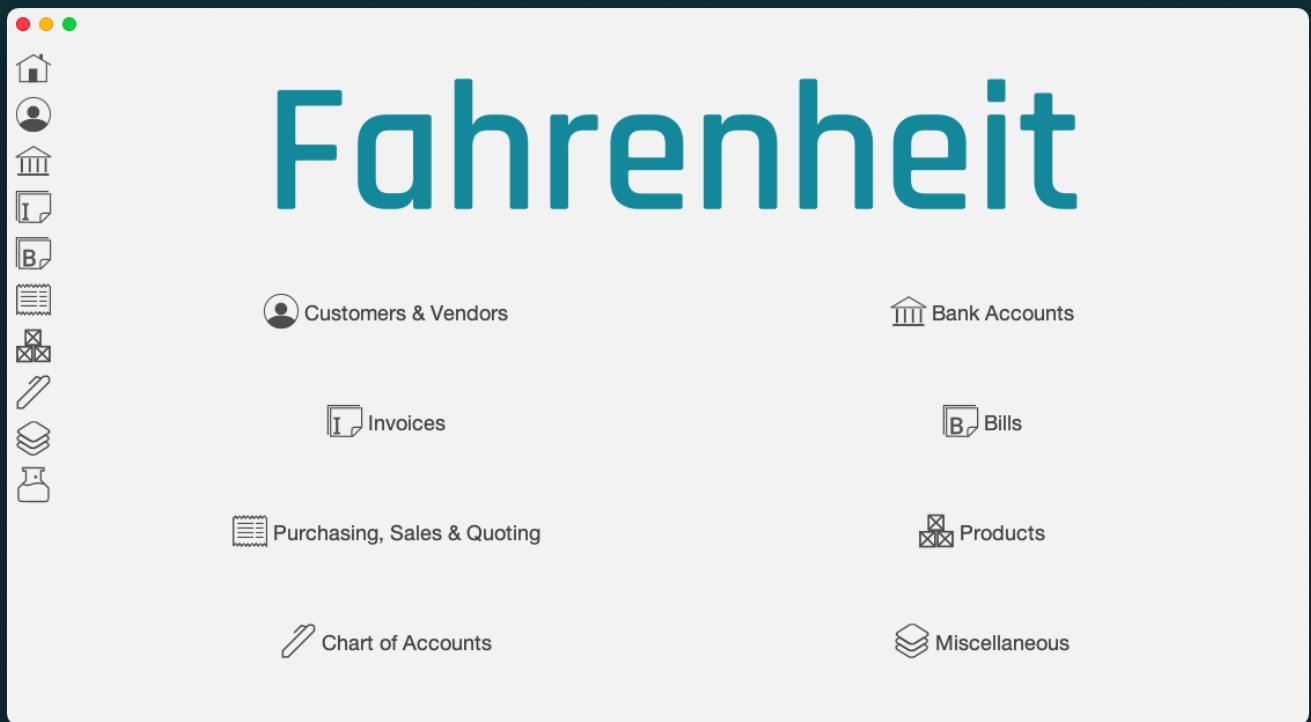 Fahrenheit
Customers & Vendors
Bank Accounts
I Invoices
B Bills
Purchasing, Sales & Quoting
Products
Chart of Accounts
Miscellaneous
I
B